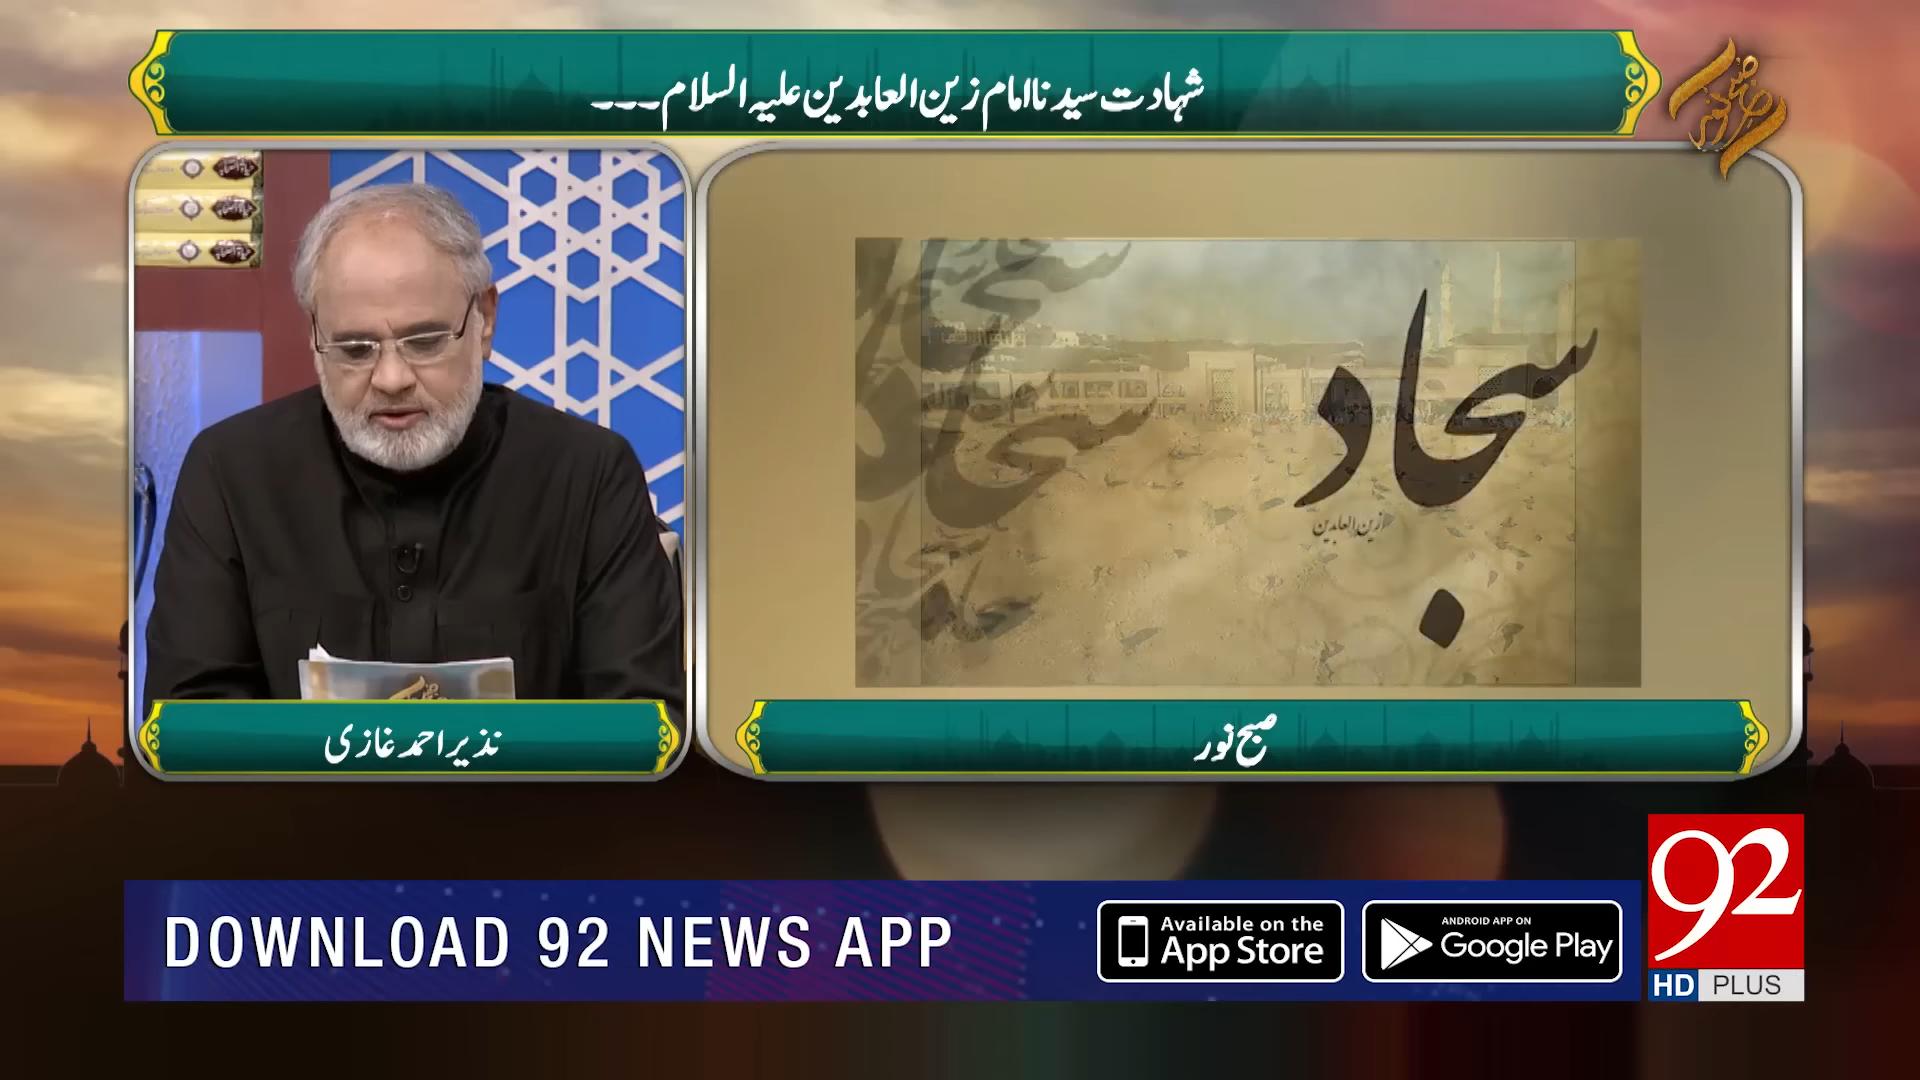 شہادت سیدنا امام زین العابدین علیہ السلام ۔۔۔
سجاد
زین العابدین
نذیر احمد غازی
صبح نور
DOWNLOAD 92 NEWS APP
Available on the
App Store
ANDROID APP ON
Google Play
92
HD PLUS